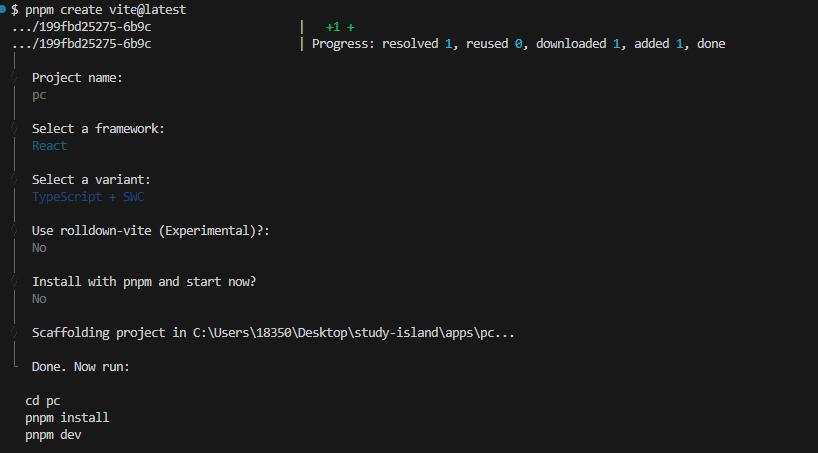 $ pnpm create vite@latest
.../199fbd25275-6b9c | +1 +
.../199fbd25275-6b9c | Progress: resolved 1, reused 0, downloaded 1, added 1, done
Project name:
pc
Select a framework:
React
Select a variant:
TypeScript + SWC
Use rolldown-vite (Experimental)?:
No
Install with pnpm and start now?
No
Scaffolding project in C:\Users\18350\Desktop\study-island\apps\pc...
Done. Now run:
cd pc
pnpm install
pnpm dev